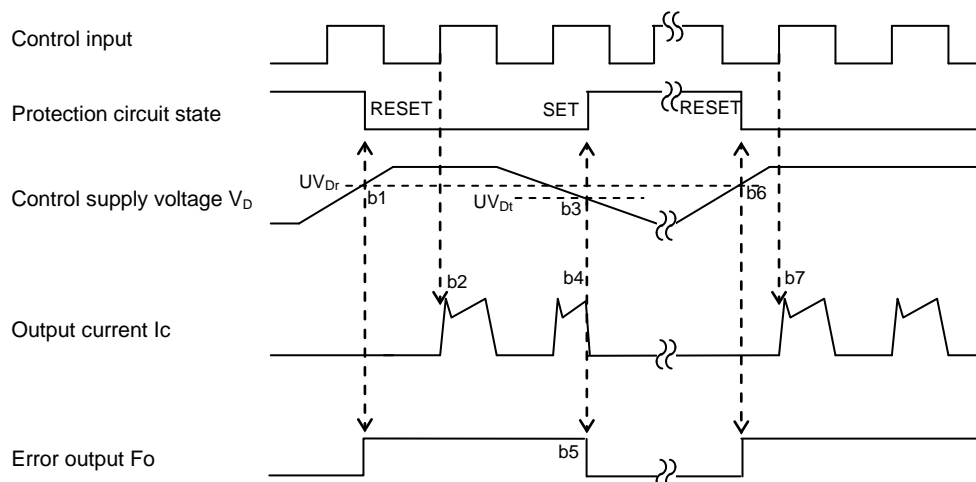 Control input
Protection circuit state
RESET
SET
RESET
Control supply voltage VD
UVDr
b1
UVDt
b3
b6
b2
b4
b7
Output current Ic
Error output Fo
b5